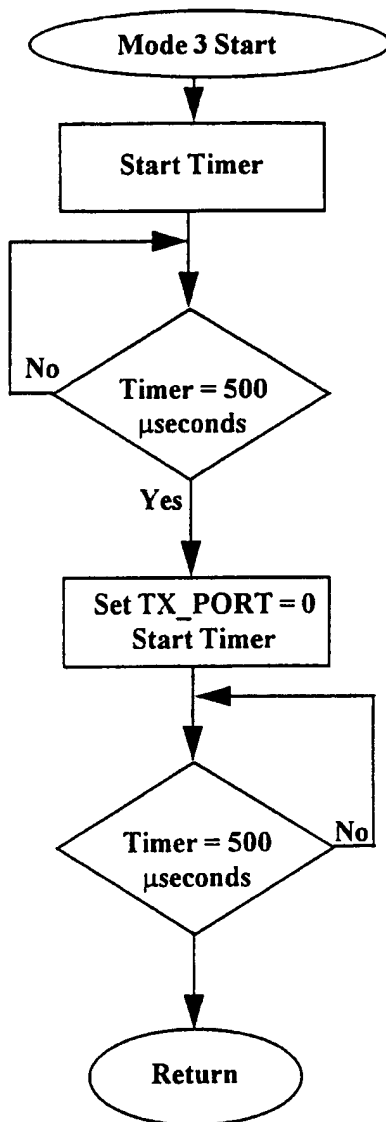 Mode 3 Start
Start Timer
No
Timer = 500
μseconds
Yes
Set TX_PORT = 0
Start Timer
No
Timer = 500
μseconds
Return